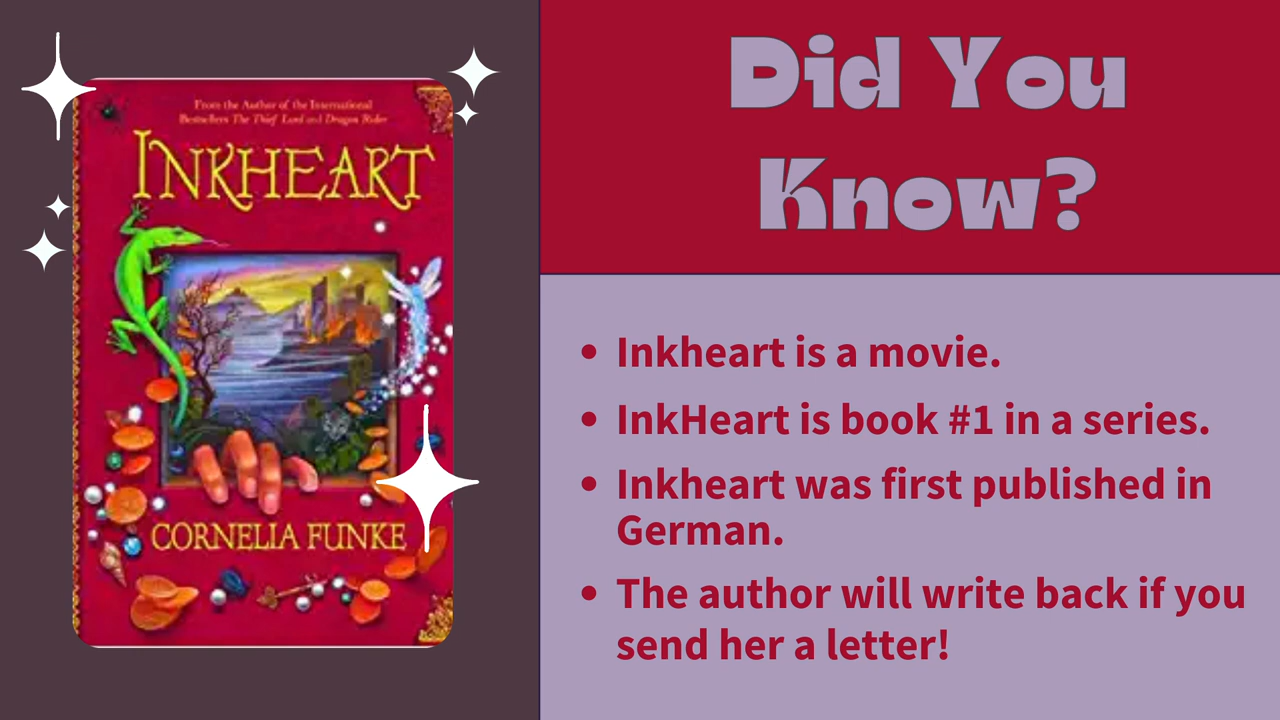 From the Author of the International
Bestsellers The Thief Lord and Dragon Rider
INKHEART
CORNELIA FUNKE
Did You
Know?
• Inkheart is a movie.
• InkHeart is book #1 in a series.
• Inkheart was first published in
German.
• The author will write back if you
send her a letter!